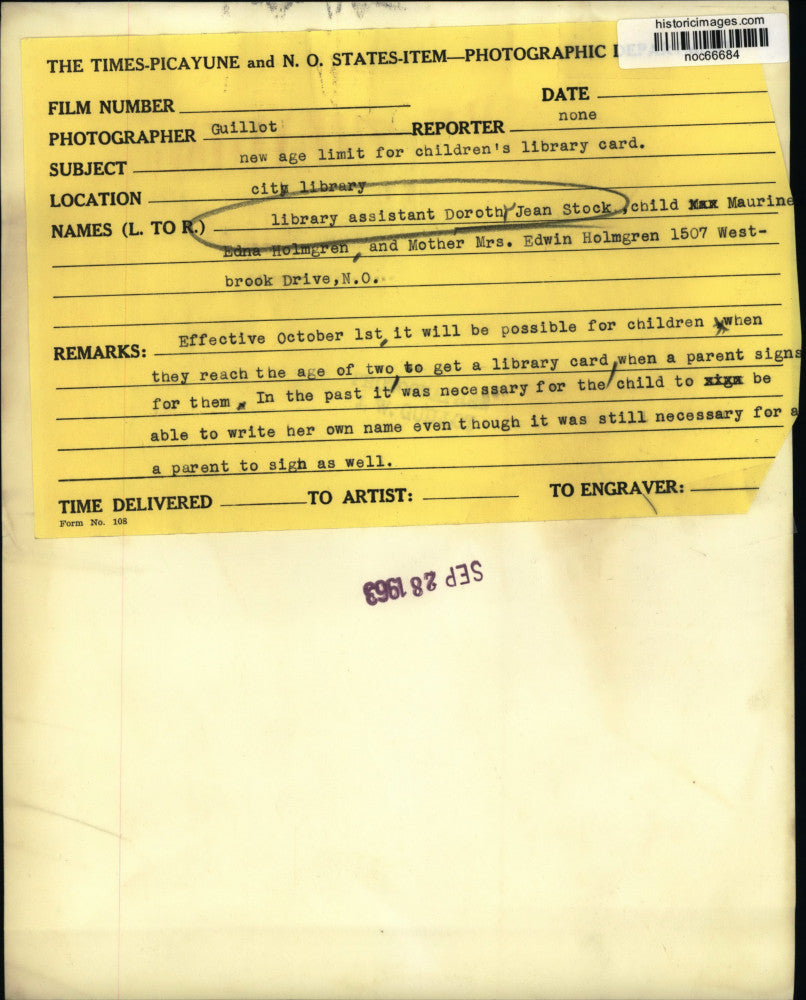 historicimages.com
noc66684
THE TIMES-PICAYUNE and N. O. STATES-ITEM—PHOTOGRAPHIC
FILM NUMBER
DATE
PHOTOGRAPHER Guillot REPORTER none
SUBJECT new age limit for children's library card.
LOCATION city library
NAMES (L. TO R.) library assistant Dorothy Jean Stock, child Maurine
Edna Holmgren, and Mother Mrs. Edwin Holmgren 1507 West-
brook Drive,N.O.
REMARKS: Effective October 1st, it will be possible for children when
they reach the age of two, to get a library card, when a parent signs
for them. In the past it was necessary for the child to be
able to write her own name even though it was still necessary for a
a parent to sigh as well.
TIME DELIVERED TO ARTIST: TO ENGRAVER:
Form No. 108
SEP 28 1963